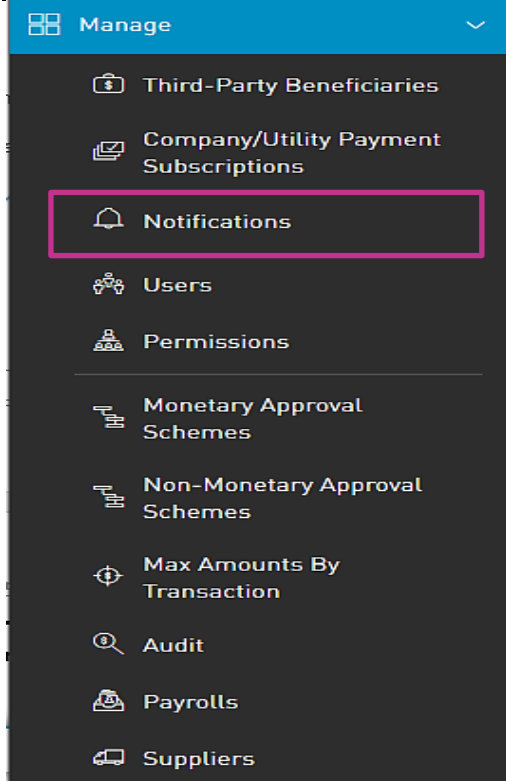 Manage
Third-Party Beneficiaries
Company/Utility Payment
Subscriptions
Notifications
Users
Permissions
Monetary Approval
Schemes
Non-Monetary Approval
Schemes
Max Amounts By
Transaction
Audit
Payrolls
Suppliers